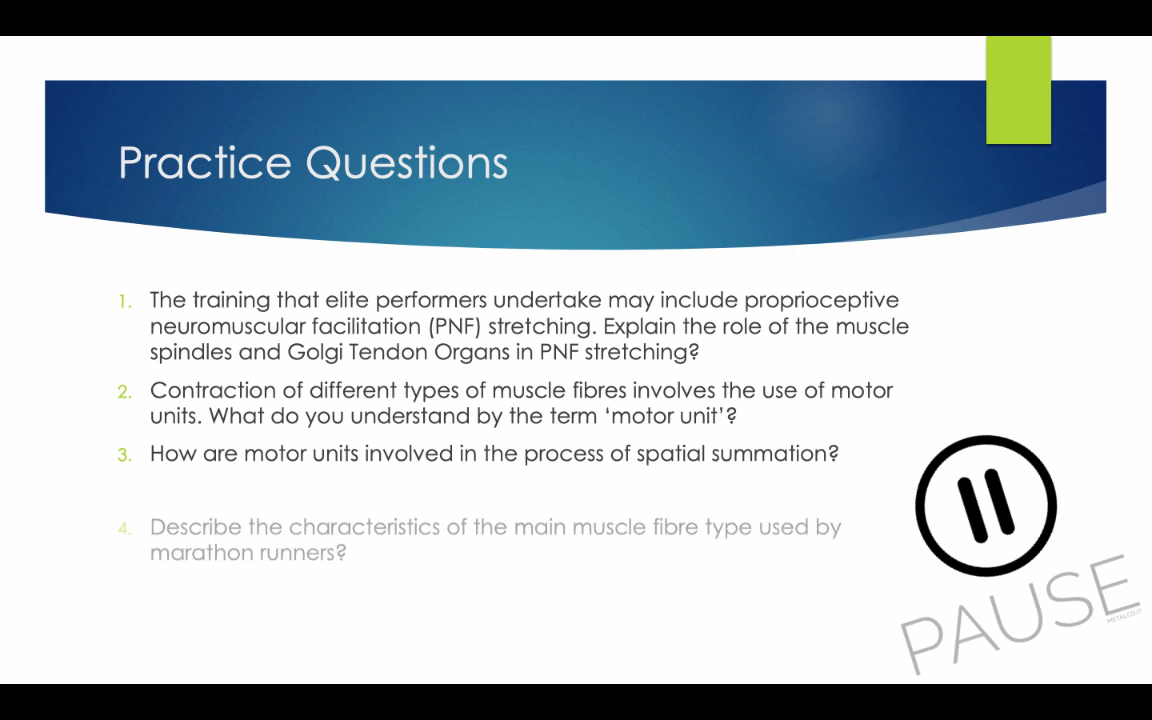 Practice Questions
1. The training that elite performers undertake may include proprioceptive
neuromuscular facilitation (PNF) stretching. Explain the role of the muscle
spindles and Golgi Tendon Organs in PNF stretching?
2. Contraction of different types of muscle fibres involves the use of motor
units. What do you understand by the term ‘motor unit’?
3. How are motor units involved in the process of spatial summation?
4. Describe the characteristics of the main muscle fibre type used by
marathon runners?
PAUSE